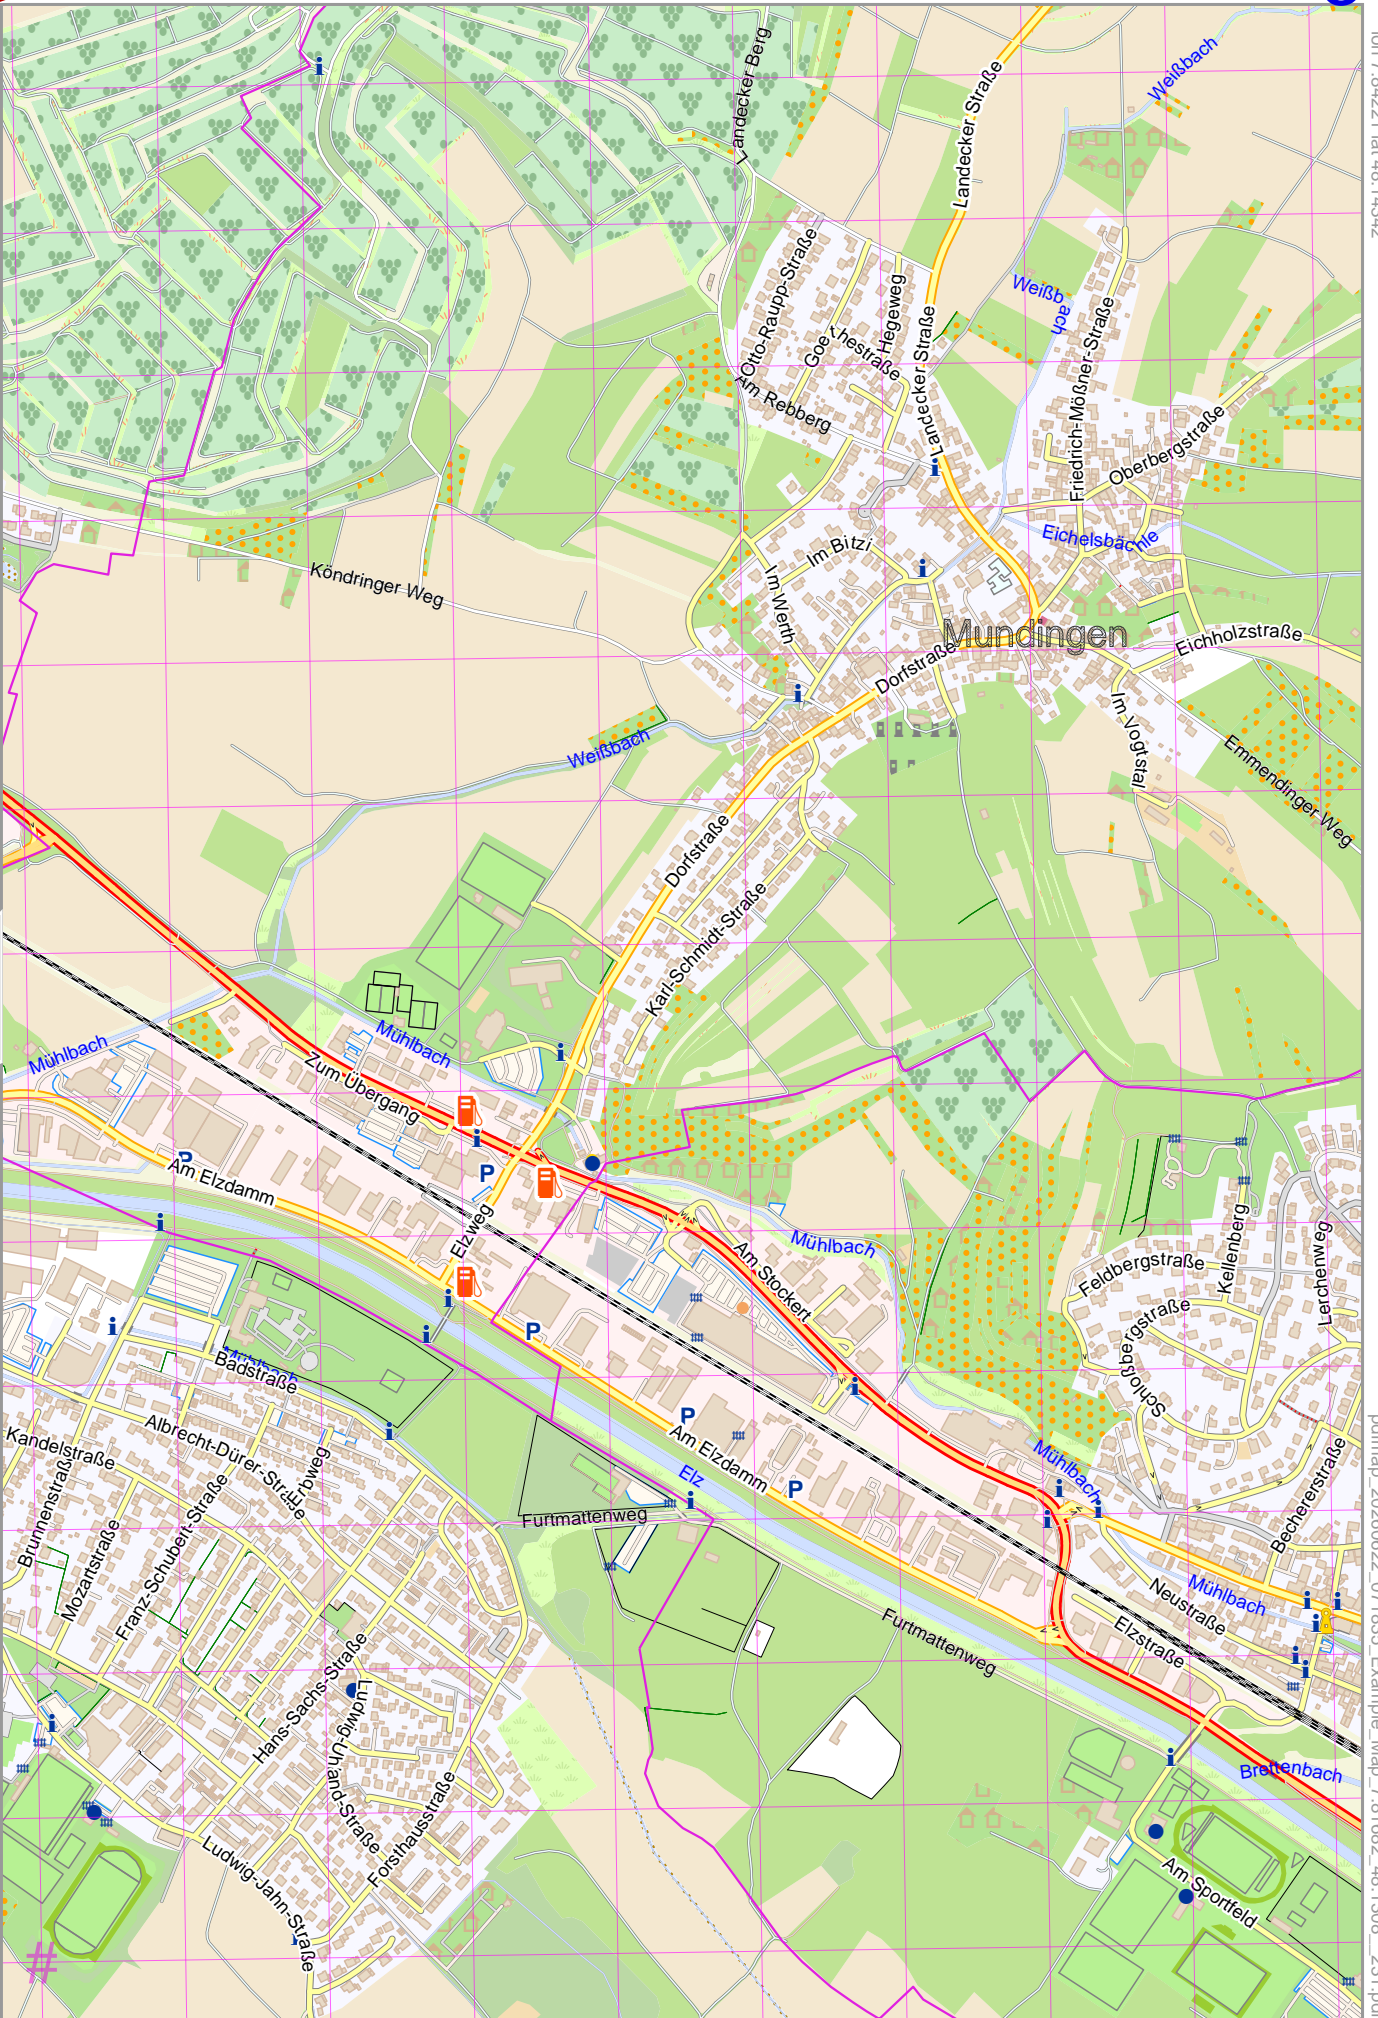 Landecker Berg
Landecker Straße
Weißbach
Otto-Raupp-Straße
Goethestraße
Hegeweg
Landecker Straße
Weißbach
Friedrich-Mößner-Straße
Am Rebberg
Oberbergstraße
Eichelsbächle
Im Bitzi
Köndringer Weg
Im Werth
Mundingen
Eichholzstraße
Dorfstraße
Im Vogtstal
Weißbach
Emmendinger Weg
Dorfstraße
Karl-Schmidt-Straße
Mühlbach
Mühlbach
Zum Übergang
P
P
Am Elzdamm
Elzweg
Mühlbach
Am Stockert
Feldbergstraße
Kellenberg
Lerchenweg
Schloßbergstraße
P
Mühlbach
Badstraße
P
Albrecht-Dürer-Straße
Kandelstraße
Erbweg
Am Elzdamm
Elz
P
Mühlbach
Bechererstraße
Brunnenstraße
Mozartstraße
Franz-Schubert-Straße
Furtmattenweg
Mühlbach
Neustraße
Elzstraße
Furtmattenweg
Hans-Sachs-Straße
Ludwig-Uhland-Straße
Forsthausstraße
Brettenbach
Ludwig-Jahn-Straße
Am Sportfeld
#